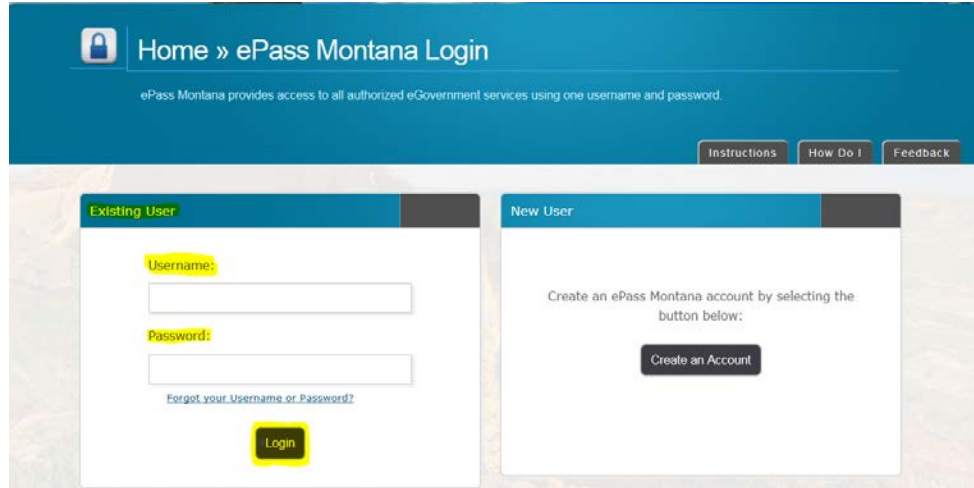 Home » ePass Montana Login
ePass Montana provides access to all authorized eGovernment services using one username and password.
Instructions
How Do I
Feedback
Existing User
Username:
Password:
Forgot your Username or Password?
Login
New User
Create an ePass Montana account by selecting the
button below:
Create an Account